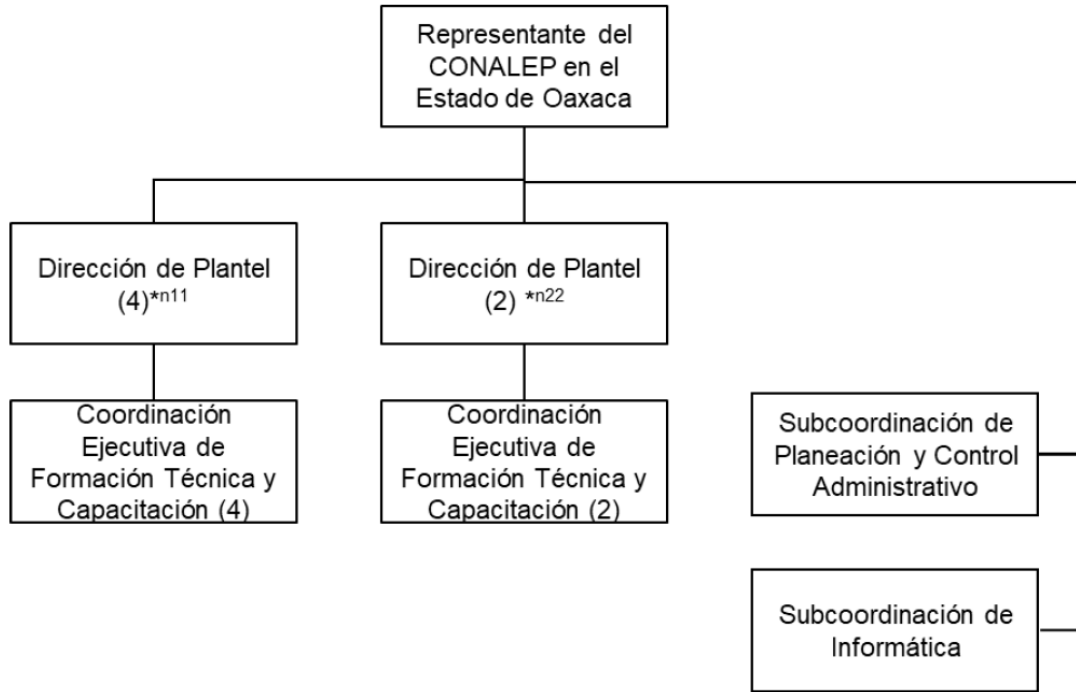 Representante del
CONALEP en el
Estado de Oaxaca
Dirección de Plantel
(4)*n11
Dirección de Plantel
(2) *n22
Coordinación
Ejecutiva de
Formación Técnica y
Capacitación (4)
Coordinación
Ejecutiva de
Formación Técnica y
Capacitación (2)
Subcoordinación de
Planeación y Control
Administrativo
Subcoordinación de
Informática